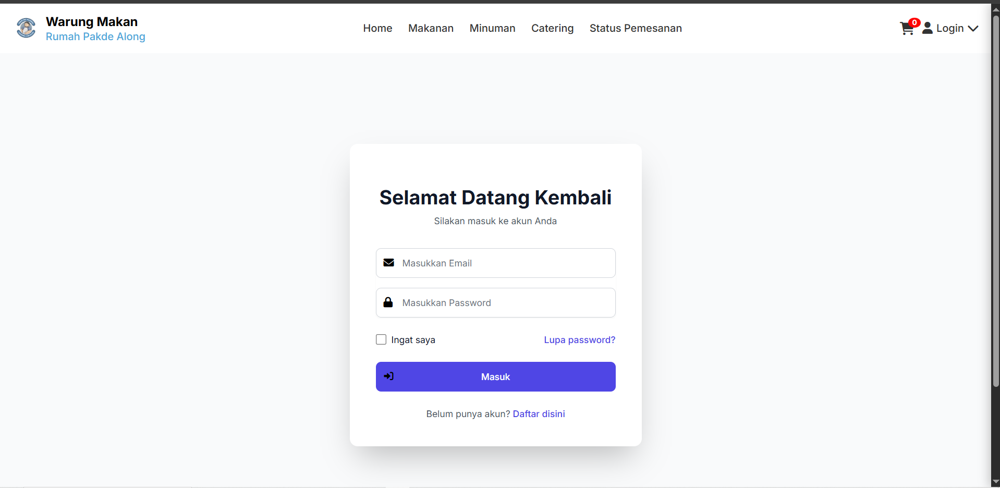 Warung Makan
Rumah Pakde Along
Home Makanan Minuman Catering Status Pemesanan
0 Login
Selamat Datang Kembali
Silakan masuk ke akun Anda
Masukkan Email
Masukkan Password
Ingat saya Lupa password?
Masuk
Belum punya akun? Daftar disini